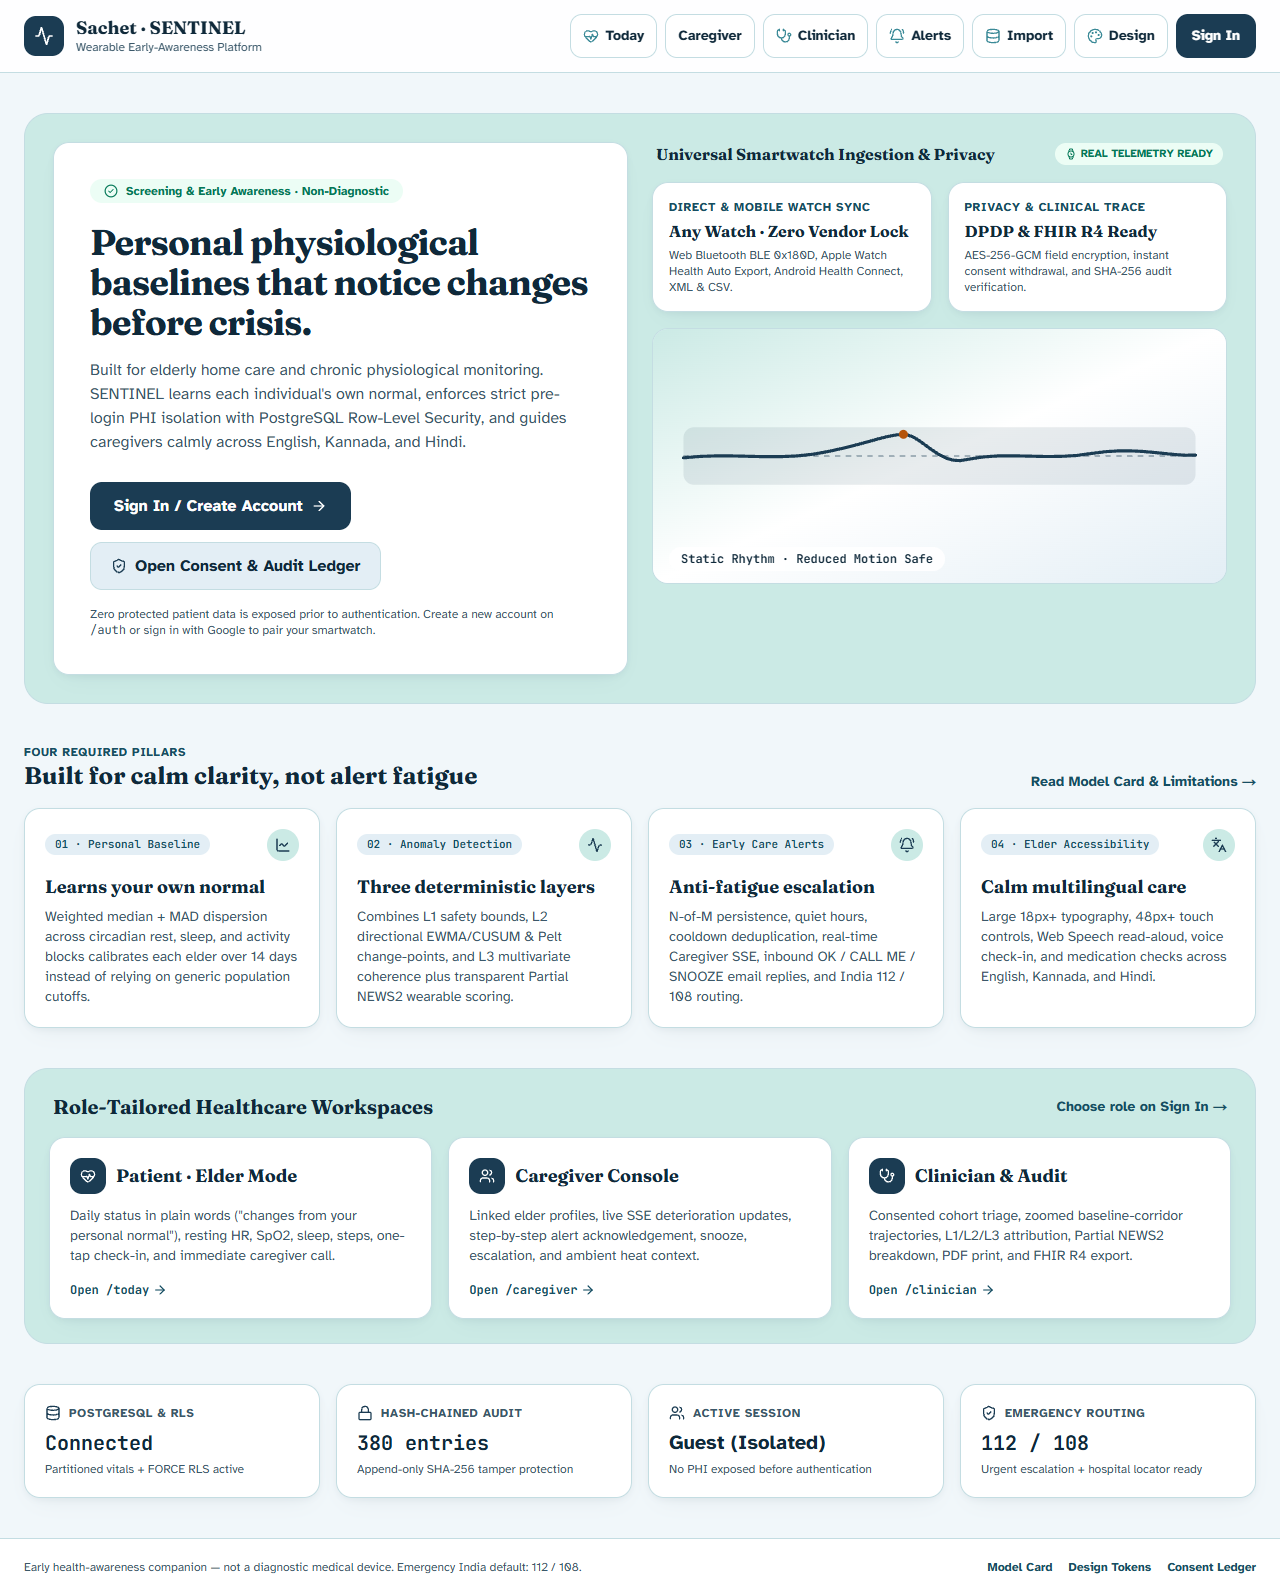 Sachet · SENTINEL
Wearable Early-Awareness Platform
Today
Caregiver
Clinician
Alerts
Import
Design
Sign In
Screening & Early Awareness · Non-Diagnostic
Personal physiological
baselines that notice changes
before crisis.
Built for elderly home care and chronic physiological monitoring.
SENTINEL learns each individual's own normal, enforces strict pre-
login PHI isolation with PostgreSQL Row-Level Security, and guides
caregivers calmly across English, Kannada, and Hindi.
Sign In / Create Account →
Open Consent & Audit Ledger
Zero protected patient data is exposed prior to authentication. Create a new account on
/auth or sign in with Google to pair your smartwatch.
Universal Smartwatch Ingestion & Privacy
REAL TELEMETRY READY
DIRECT & MOBILE WATCH SYNC
Any Watch · Zero Vendor Lock
Web Bluetooth BLE 0x180D, Apple Watch
Health Auto Export, Android Health Connect,
XML & CSV.
PRIVACY & CLINICAL TRACE
DPDP & FHIR R4 Ready
AES-256-GCM field encryption, instant
consent withdrawal, and SHA-256 audit
verification.
Static Rhythm · Reduced Motion Safe
FOUR REQUIRED PILLARS
Built for calm clarity, not alert fatigue
Read Model Card & Limitations →
01 · Personal Baseline
Learns your own normal
Weighted median + MAD dispersion
across circadian rest, sleep, and activity
blocks calibrates each elder over 14 days
instead of relying on generic population
cutoffs.
02 · Anomaly Detection
Three deterministic layers
Combines L1 safety bounds, L2
directional EWMA/CUSUM & Pelt
change-points, and L3 multivariate
coherence plus transparent Partial
NEWS2 wearable scoring.
03 · Early Care Alerts
Anti-fatigue escalation
N-of-M persistence, quiet hours,
cooldown deduplication, real-time
Caregiver SSE, inbound OK / CALL ME /
SNOOZE email replies, and India 112 /
108 routing.
04 · Elder Accessibility
Calm multilingual care
Large 18px+ typography, 48px+ touch
controls, Web Speech read-aloud, voice
check-in, and medication checks across
English, Kannada, and Hindi.
Role-Tailored Healthcare Workspaces
Choose role on Sign In →
Patient · Elder Mode
Daily status in plain words ("changes from your
personal normal"), resting HR, SpO2, sleep, steps, one-
tap check-in, and immediate caregiver call.
Open /today →
Caregiver Console
Linked elder profiles, live SSE deterioration updates,
step-by-step alert acknowledgement, snooze,
escalation, and ambient heat context.
Open /caregiver →
Clinician & Audit
Consented cohort triage, zoomed baseline-corridor
trajectories, L1/L2/L3 attribution, Partial NEWS2
breakdown, PDF print, and FHIR R4 export.
Open /clinician →
POSTGRESQL & RLS
Connected
Partitioned vitals + FORCE RLS active
HASH-CHAINED AUDIT
380 entries
Append-only SHA-256 tamper protection
ACTIVE SESSION
Guest (Isolated)
No PHI exposed before authentication
EMERGENCY ROUTING
112 / 108
Urgent escalation + hospital locator ready
Early health-awareness companion — not a diagnostic medical device. Emergency India default: 112 / 108.
Model Card
Design Tokens
Consent Ledger